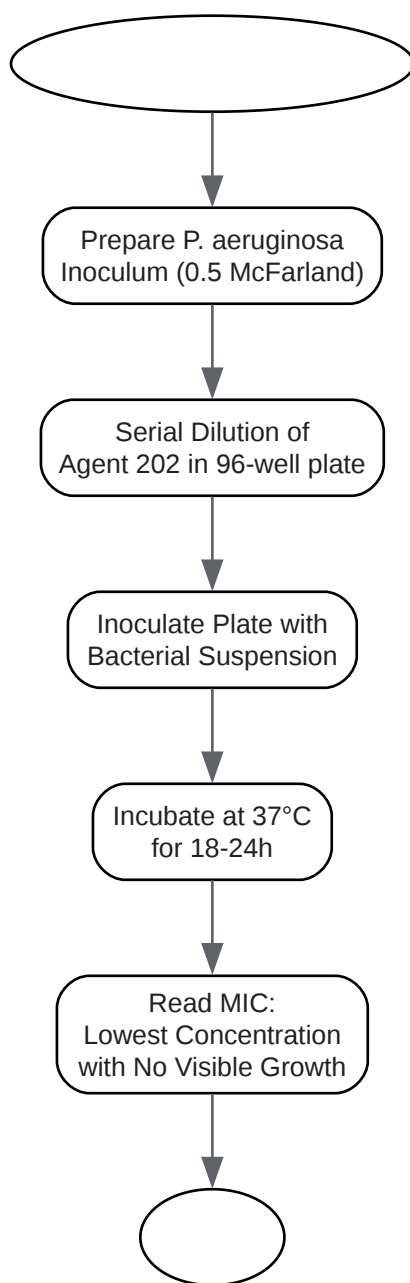 Prepare P. aeruginosa
Inoculum (0.5 McFarland)
Serial Dilution of
Agent 202 in 96-well plate
Inoculate Plate with
Bacterial Suspension
Incubate at 37°C
for 18-24h
Read MIC:
Lowest Concentration
with No Visible Growth